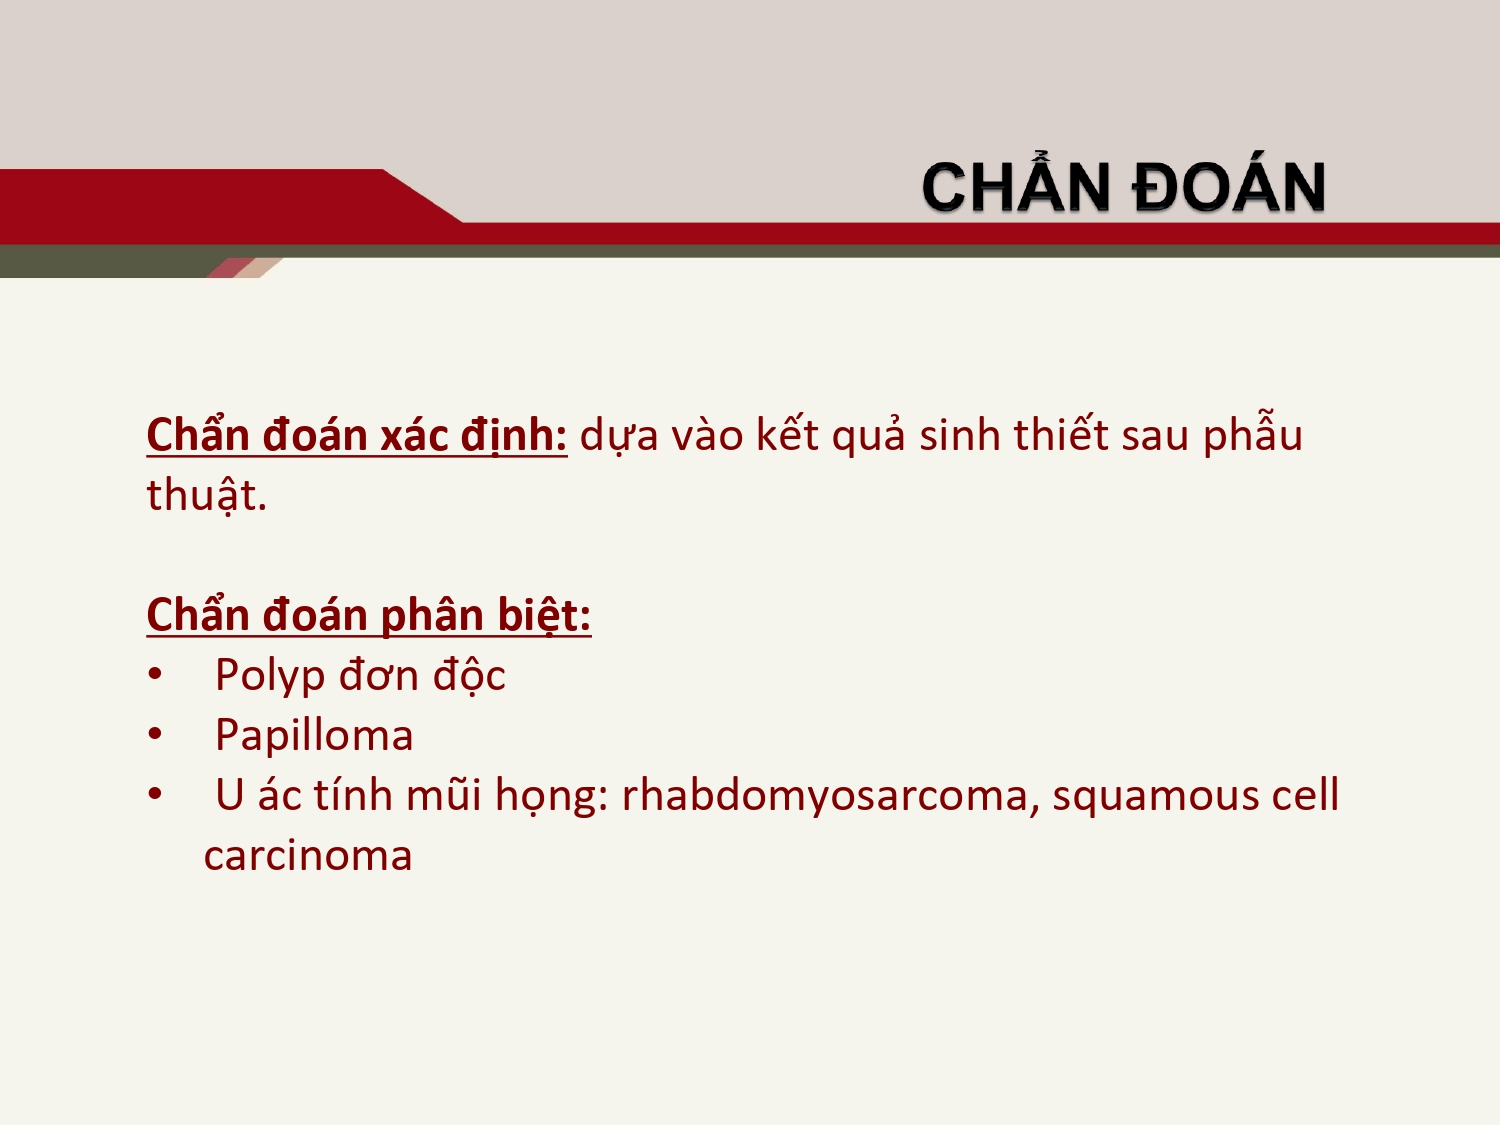 CHẨN ĐOÁN
Chẩn đoán xác định: dựa vào kết quả sinh thiết sau phẫu
thuật.
Chẩn đoán phân biệt:
• Polyp đơn độc
• Papilloma
• U ác tính mũi họng: rhabdomyosarcoma, squamous cell
carcinoma